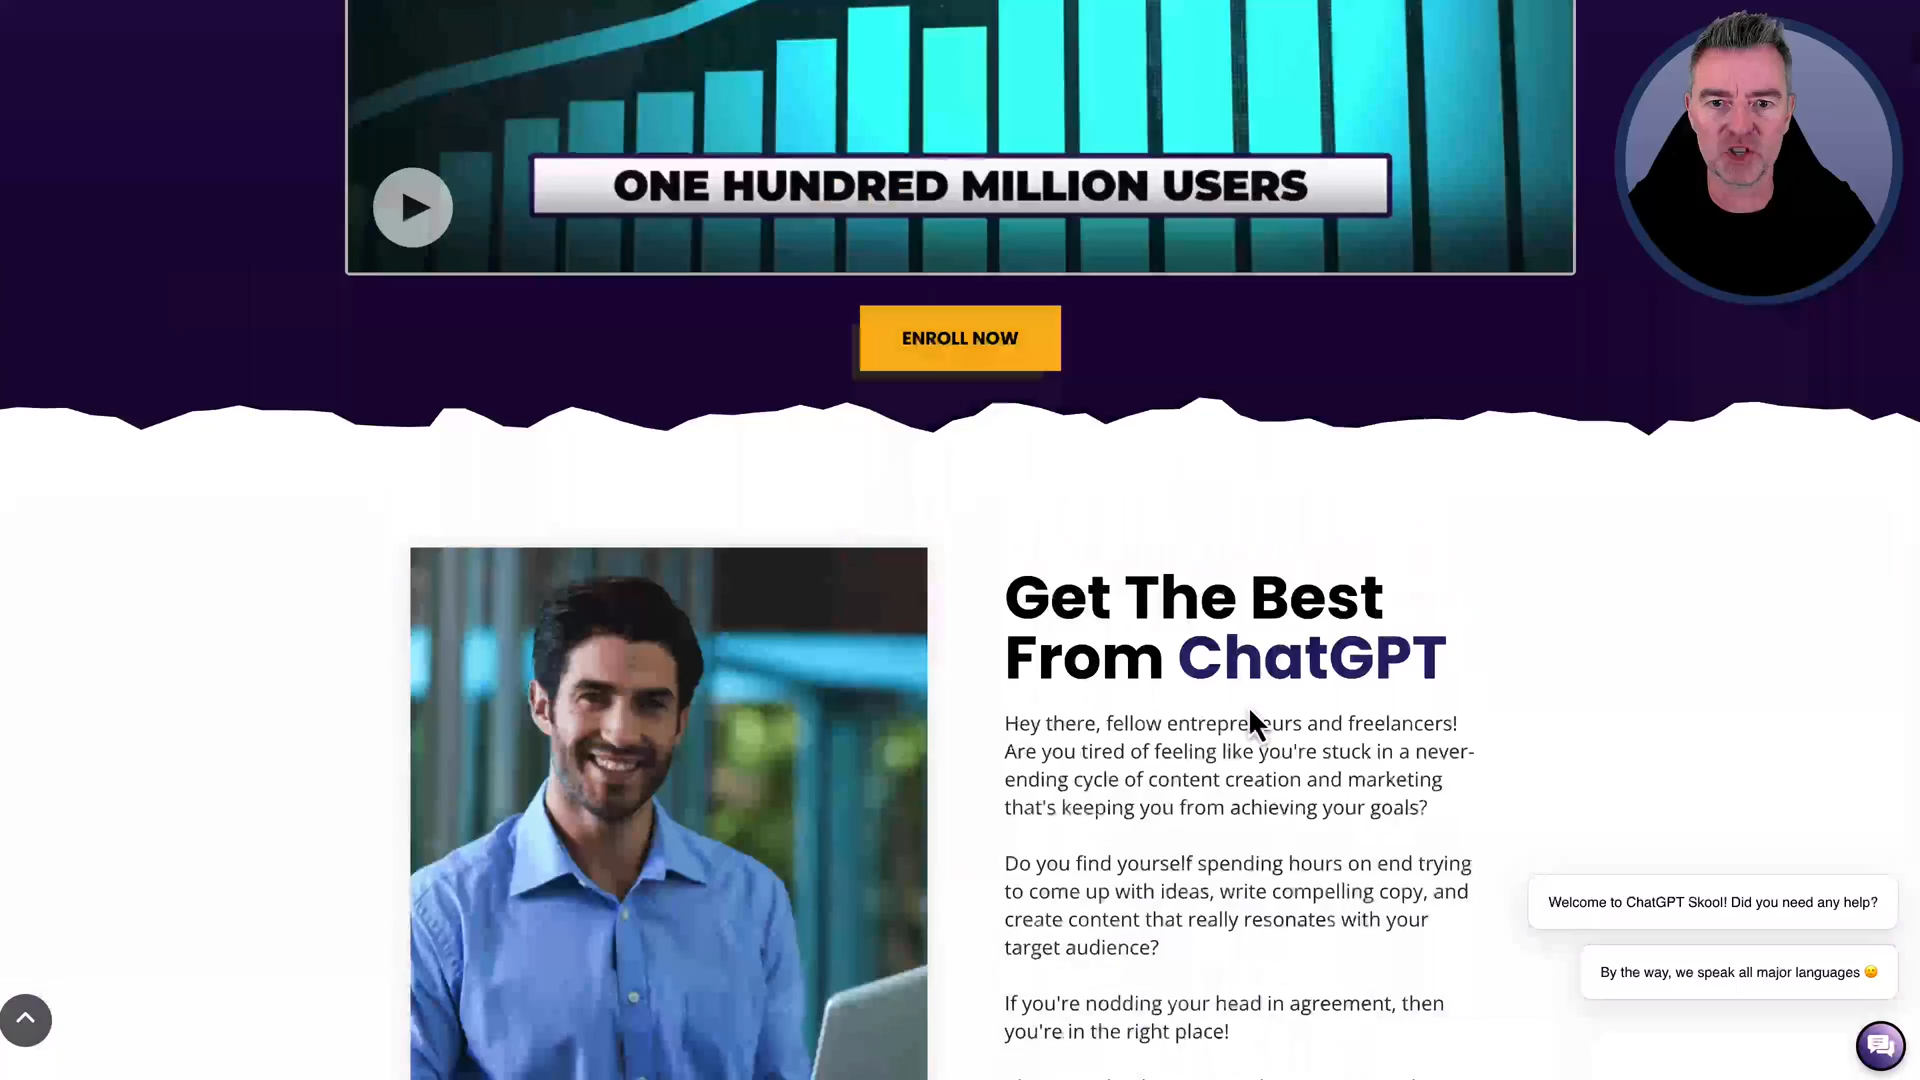 ONE HUNDRED MILLION USERS
ENROLL NOW
Get The Best
From ChatGPT
Hey there, fellow entrepreneurs and freelancers!
Are you tired of feeling like you're stuck in a never-
ending cycle of content creation and marketing
that's keeping you from achieving your goals?
Do you find yourself spending hours on end trying
to come up with ideas, write compelling copy, and
create content that really resonates with your
target audience?
If you're nodding your head in agreement, then
you're in the right place!
Welcome to ChatGPT Skool! Did you need any help?
By the way, we speak all major languages 😀